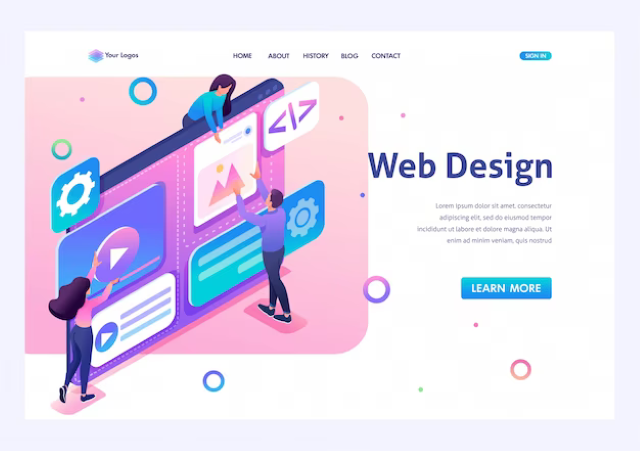 Your Logos
HOME ABOUT HISTORY BLOG CONTACT
SIGN IN
</>
Web Design
Lorem ipsum dolor sit amet, consectetur
adipiscing elit, sed do eiusmod tempor
incididunt ut labore et dolore magna aliqua. Ut
enim ad minim veniam, quis nostrud
LEARN MORE